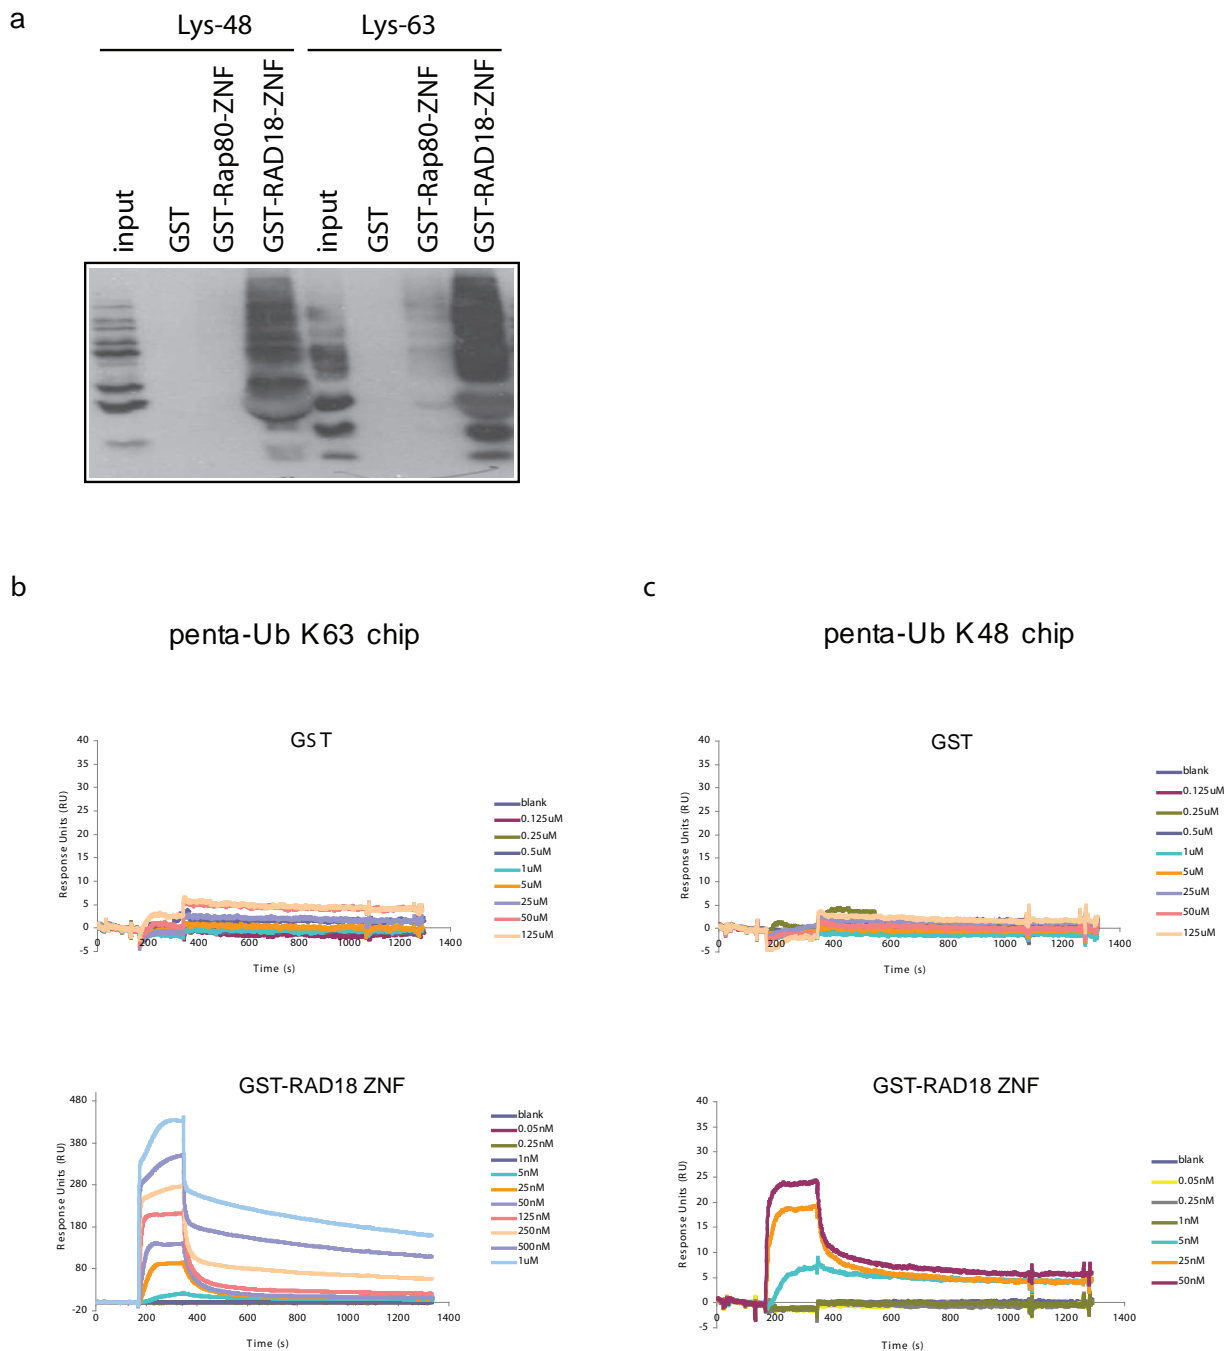 a
Lys-48
Lys-63
input
GST
GST-Rap80-ZNF
GST-RAD18-ZNF
input
GST
GST-Rap80-ZNF
GST-RAD18-ZNF
b
penta-Ub K63 chip
GST
Response Units (RU)
40
35
30
25
20
15
10
5
0
-5
0
200
400
600
800
1000
1200
1400
Time (s)
blank
0.125uM
0.25uM
0.5uM
1uM
5uM
25uM
50uM
125uM
GST-RAD18 ZNF
Response Units (RU)
480
380
280
180
80
-20
0
200
400
600
800
1000
1200
1400
Time (s)
blank
0.05nM
0.25nM
1nM
5nM
25nM
50nM
125nM
250nM
500nM
1uM
c
penta-Ub K48 chip
GST
Response Units (RU)
40
35
30
25
20
15
10
5
0
-5
0
200
400
600
800
1000
1200
1400
Time (s)
blank
0.125uM
0.25uM
0.5uM
1uM
5uM
25uM
50uM
125uM
GST-RAD18 ZNF
Response Units (RU)
40
35
30
25
20
15
10
5
0
-5
0
200
400
600
800
1000
1200
1400
Time (s)
blank
0.05nM
0.25nM
1nM
5nM
25nM
50nM